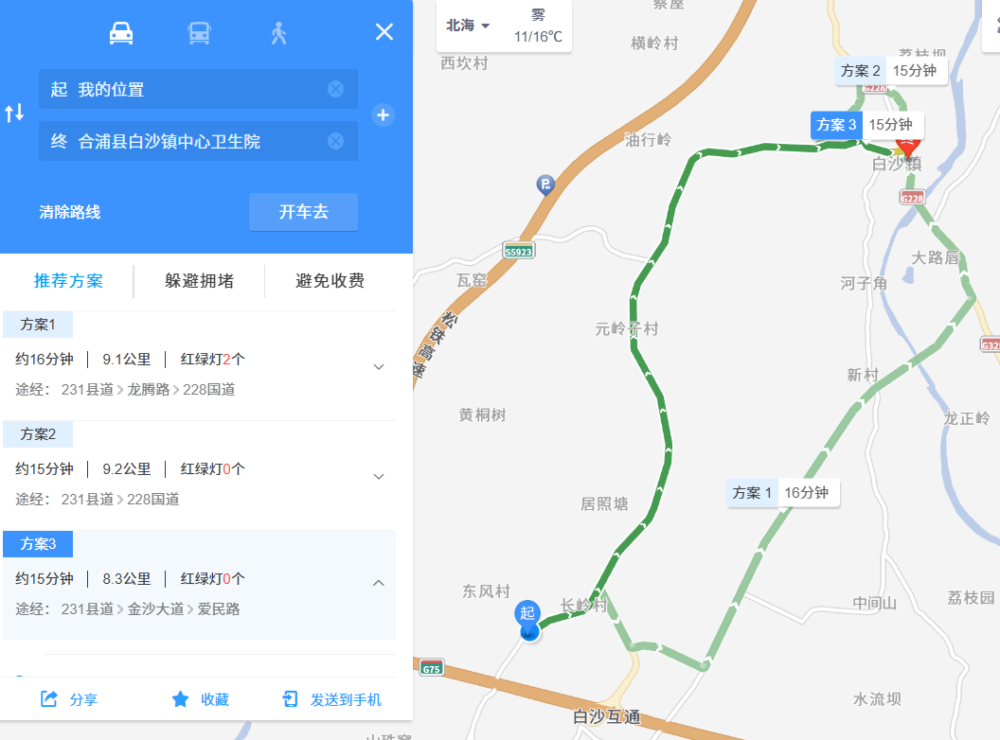 起 我的位置
终 合浦县白沙镇中心卫生院
清除路线
开车去
推荐方案
躲避拥堵
避免收费
方案1
约16分钟 | 9.1公里 | 红绿灯2个
途经： 231县道 > 龙腾路 > 228国道
方案2
约15分钟 | 9.2公里 | 红绿灯0个
途经： 231县道 > 228国道
方案3
约15分钟 | 8.3公里 | 红绿灯0个
途经： 231县道 > 金沙大道 > 爱民路
分享
收藏
发送到手机
北海
雾
11/16℃
蔡屋
横岭村
西坎村
荔枝坝
方案 2 15分钟
G228
方案 3 15分钟
终
油行岭
白沙镇
P
G228
S5923
大路唇
瓦窑
河子角
松铁高速
元岭子村
G325
新村
黄桐树
龙正岭
方案 1 16分钟
居照塘
东风村
长岭村
起
中间山
荔枝园
G75
水流坝
白沙互通